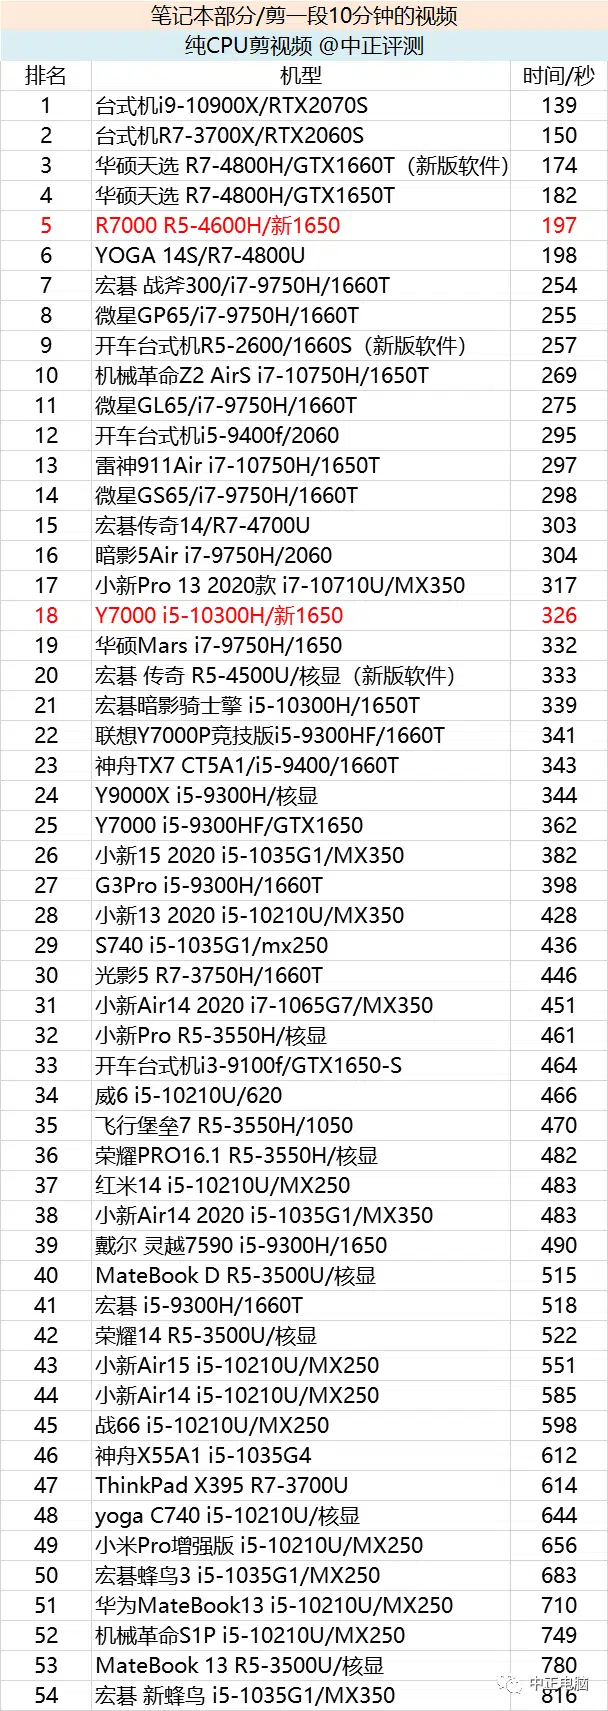 笔记本部分/剪一段10分钟的视频
纯CPU剪视频 @中正评测
排名 机型 时间/秒
1 台式机i9-10900X/RTX2070S 139
2 台式机R7-3700X/RTX2060S 150
3 华硕天选 R7-4800H/GTX1660T（新版软件） 174
4 华硕天选 R7-4800H/GTX1650T 182
5 R7000 R5-4600H/新1650 197
6 YOGA 14S/R7-4800U 198
7 宏碁 战斧300/i7-9750H/1660T 254
8 微星GP65/i7-9750H/1660T 255
9 开车台式机R5-2600/1660S（新版软件） 257
10 机械革命Z2 AirS i7-10750H/1650T 269
11 微星GL65/i7-9750H/1660T 275
12 开车台式机i5-9400f/2060 295
13 雷神911Air i7-10750H/1650T 297
14 微星GS65/i7-9750H/1660T 298
15 宏碁传奇14/R7-4700U 303
16 暗影5Air i7-9750H/2060 304
17 小新Pro 13 2020款 i7-10710U/MX350 317
18 Y7000 i5-10300H/新1650 326
19 华硕Mars i7-9750H/1650 332
20 宏碁 传奇 R5-4500U/核显（新版软件） 333
21 宏碁暗影骑士擎 i5-10300H/1650T 339
22 联想Y7000P竞技版i5-9300HF/1660T 341
23 神舟TX7 CT5A1/i5-9400/1660T 343
24 Y9000X i5-9300H/核显 344
25 Y7000 i5-9300HF/GTX1650 362
26 小新15 2020 i5-1035G1/MX350 382
27 G3Pro i5-9300H/1660T 398
28 小新13 2020 i5-10210U/MX350 428
29 S740 i5-1035G1/mx250 436
30 光影5 R7-3750H/1660T 446
31 小新Air14 2020 i7-1065G7/MX350 451
32 小新Pro R5-3550H/核显 461
33 开车台式机i3-9100f/GTX1650-S 464
34 威6 i5-10210U/620 466
35 飞行堡垒7 R5-3550H/1050 470
36 荣耀PRO16.1 R5-3550H/核显 482
37 红米14 i5-10210U/MX250 483
38 小新Air14 2020 i5-1035G1/MX350 483
39 戴尔 灵越7590 i5-9300H/1650 490
40 MateBook D R5-3500U/核显 515
41 宏碁 i5-9300H/1660T 518
42 荣耀14 R5-3500U/核显 522
43 小新Air15 i5-10210U/MX250 551
44 小新Air14 i5-10210U/MX250 585
45 战66 i5-10210U/MX250 598
46 神舟X55A1 i5-1035G4 612
47 ThinkPad X395 R7-3700U 614
48 yoga C740 i5-10210U/核显 644
49 小米Pro增强版 i5-10210U/MX250 656
50 宏碁蜂鸟3 i5-1035G1/MX250 683
51 华为MateBook13 i5-10210U/MX250 710
52 机械革命S1P i5-10210U/MX250 749
53 MateBook 13 R5-3500U/核显 780
中正电脑
54 宏碁 新蜂鸟 i5-1035G1/MX350 816